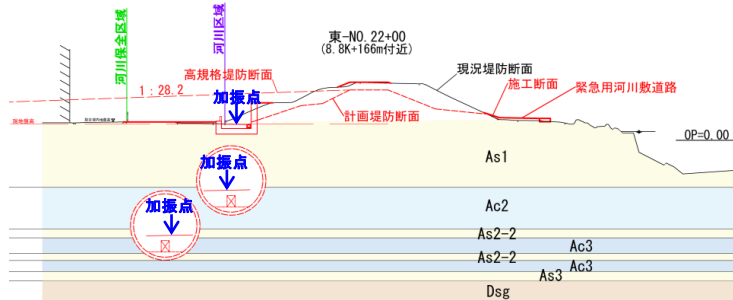 東-NO.22+00
(8.8K+166m付近)
河川保全区域
河川区域
高規格堤防断面
現況堤防断面
施工断面
緊急用河川敷道路
1：28.2
加振点
計画堤防断面
OP=0.00
As1
加振点
加振点
Ac2
As2-2
Ac3
As2-2
Ac3
As3
Dsg